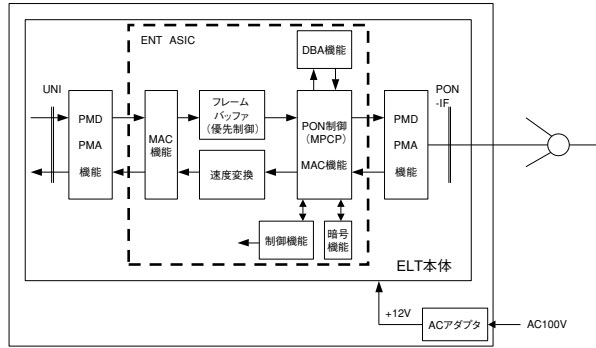 ENT ASIC
DBA機能
UNI
PON
-IF
PMD
PMA
機能
MAC
機能
フレーム
バッファ
(優先制御)
速度変換
PON制御
(MPCP)
MAC機能
PMD
PMA
機能
制御機能
暗号
機能
ELT本体
+12V
ACアダプタ
AC100V